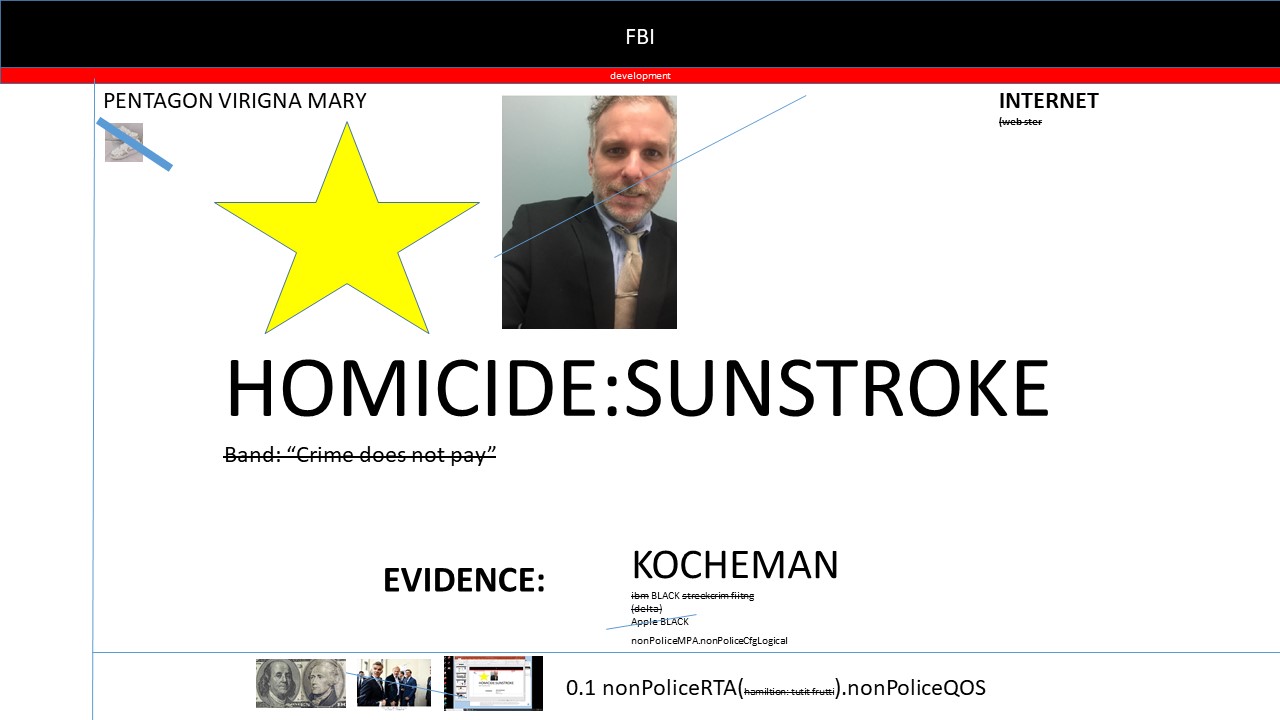 FBI
development
PENTAGON VIRIGNA MARY
INTERNET
(web ster
HOMICIDE:SUNSTROKE
Band: “Crime does not pay”
EVIDENCE:
KOCHEMAN
ibm BLACK streekcrim fiitng
(delta)
Apple BLACK
nonPoliceMPA.nonPoliceCfgLogical
0.1 nonPoliceRTA(hamiltion: tutit frutti).nonPoliceQOS